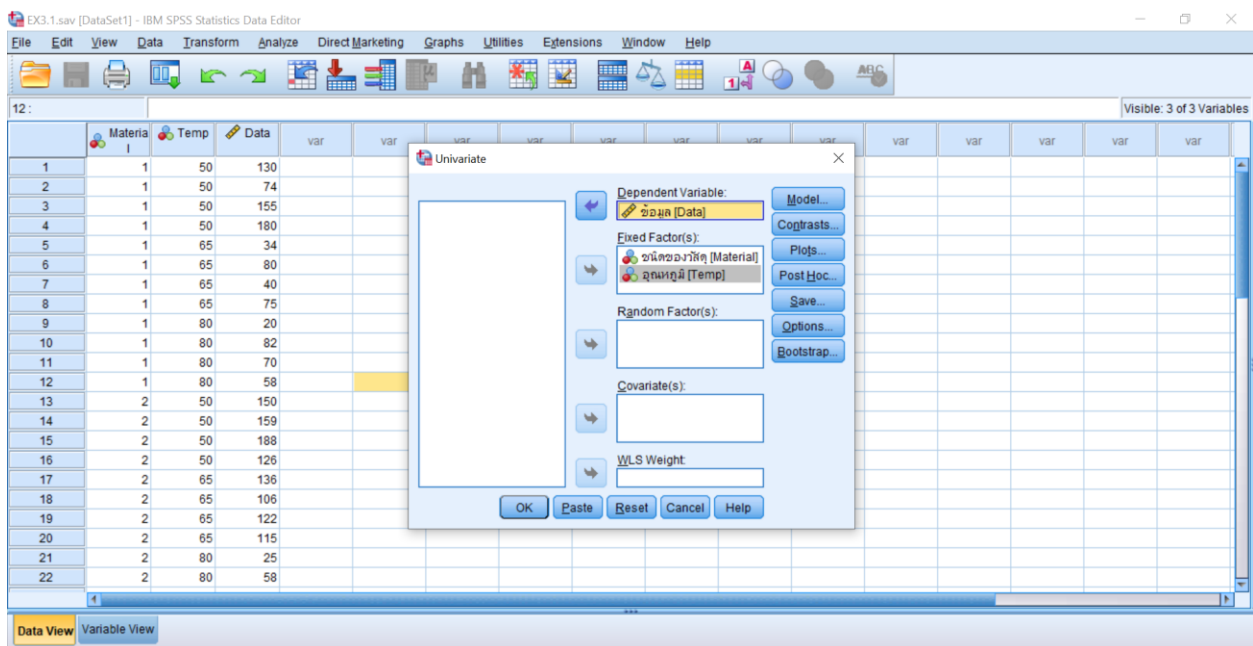 EX3.1.sav [DataSet1] - IBM SPSS Statistics Data Editor
File Edit View Data Transform Analyze Direct Marketing Graphs Utilities Extensions Window Help
12 :
Visible: 3 of 3 Variables
Material Temp Data var var var var var var var var var var var var var
1 1 50 130
2 1 50 74
3 1 50 155
4 1 50 180
5 1 65 34
6 1 65 80
7 1 65 40
8 1 65 75
9 1 80 20
10 1 80 82
11 1 80 70
12 1 80 58
13 2 50 150
14 2 50 159
15 2 50 188
16 2 50 126
17 2 65 136
18 2 65 106
19 2 65 122
20 2 65 115
21 2 80 25
22 2 80 58
Univariate
Dependent Variable:
ข้อมูล [Data]
Fixed Factor(s):
ชนิดของวัสดุ [Material]
อุณหภูมิ [Temp]
Random Factor(s):
Covariate(s):
WLS Weight:
Model...
Contrasts...
Plots...
Post Hoc...
Save...
Options...
Bootstrap...
OK Paste Reset Cancel Help
Data View Variable View